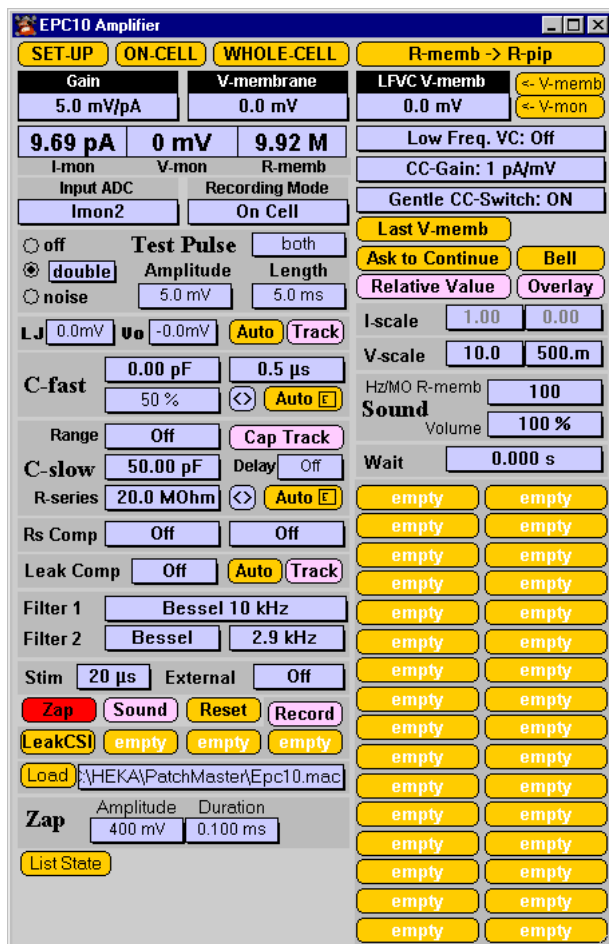 EPC10 Amplifier
SET-UP ON-CELL WHOLE-CELL R-memb -> R-pip
Gain V-membrane LFVC V-memb <- V-memb
5.0 mV/pA 0.0 mV 0.0 mV <- V-mon
9.69 pA 0 mV 9.92 M Low Freq. VC: Off
I-mon V-mon R-memb CC-Gain: 1 pA/mV
Input ADC Recording Mode Gentle CC-Switch: ON
Imon2 On Cell
Last V-memb
off Test Pulse both Ask to Continue Bell
double Amplitude Length Relative Value Overlay
noise 5.0 mV 5.0 ms
I-scale 1.00 0.00
LJ 0.0mV Vo -0.0mV Auto Track
V-scale 10.0 500.m
C-fast 0.00 pF 0.5 µs
50 % <> Auto E
Hz/MO R-memb 100
Sound Volume 100 %
Range Off Cap Track
C-slow 50.00 pF Delay Off Wait 0.000 s
R-series 20.0 MOhm <> Auto E empty empty
empty empty
Rs Comp Off Off empty empty
Leak Comp Off Auto Track empty empty
Filter 1 Bessel 10 kHz empty empty
Filter 2 Bessel 2.9 kHz empty empty
Stim 20 µs External Off empty empty
Zap Sound Reset Record empty empty
LeakCSl empty empty empty empty empty
Load :\HEKA\PatchMaster\Epc10.mac empty empty
Zap Amplitude Duration empty empty
400 mV 0.100 ms empty empty
List State empty empty
empty empty
empty empty
empty empty